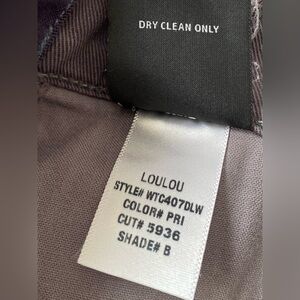 DRY CLEAN ONLY
LOULOU
STYLE# WTC407DLW
COLOR# PRI
CUT# 5936
SHADE# B